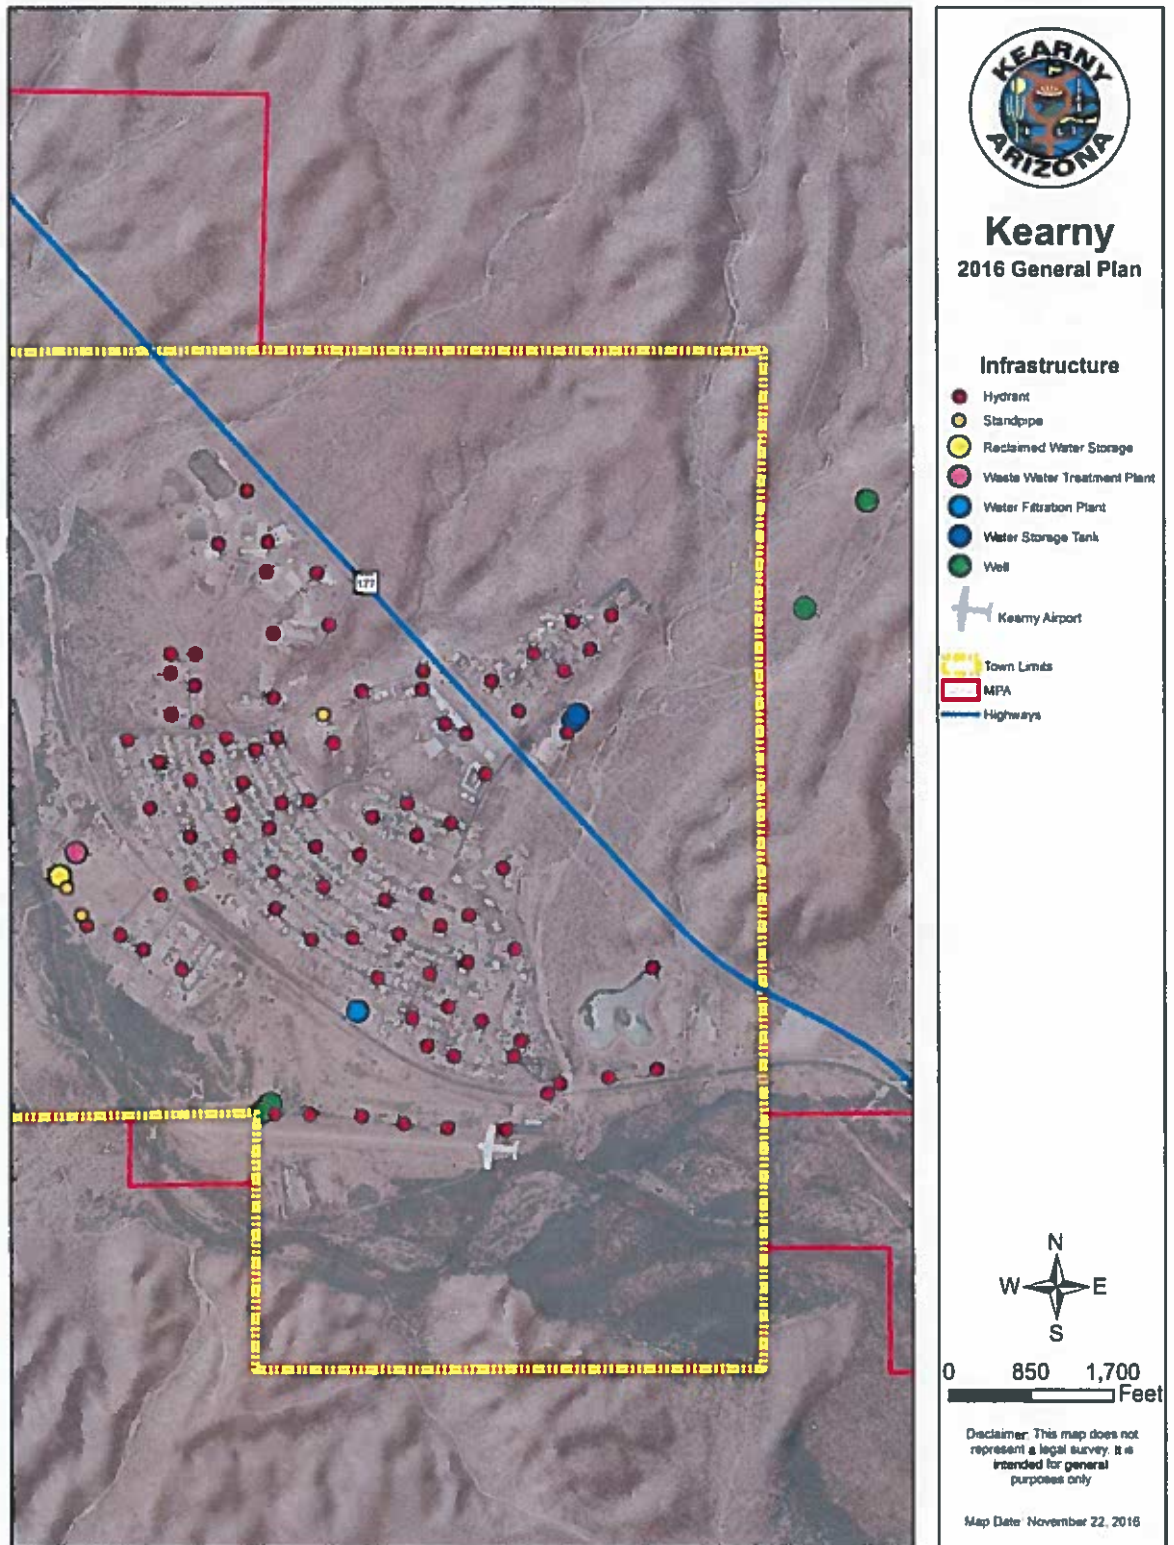 KEARNY
ARIZONA
Kearny
2016 General Plan
Infrastructure
Hydrant
Standpipe
Reclaimed Water Storage
Waste Water Treatment Plant
Water Filtration Plant
Water Storage Tank
Well
Kearny Airport
Town Limits
MPA
Highways
177
N
W E
S
0 850 1,700
Feet
Disclaimer: This map does not
represent a legal survey. It is
intended for general
purposes only
Map Date: November 22, 2016